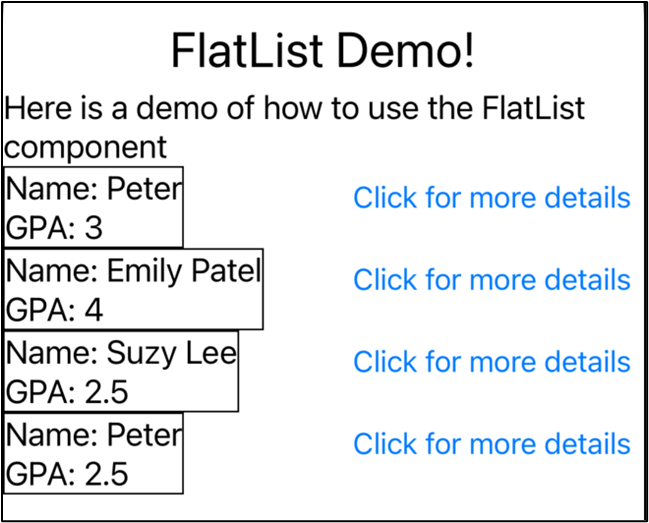 FlatList Demo!
Here is a demo of how to use the FlatList
component
Name: Peter
GPA: 3
Click for more details
Name: Emily Patel
GPA: 4
Click for more details
Name: Suzy Lee
GPA: 2.5
Click for more details
Name: Peter
GPA: 2.5
Click for more details